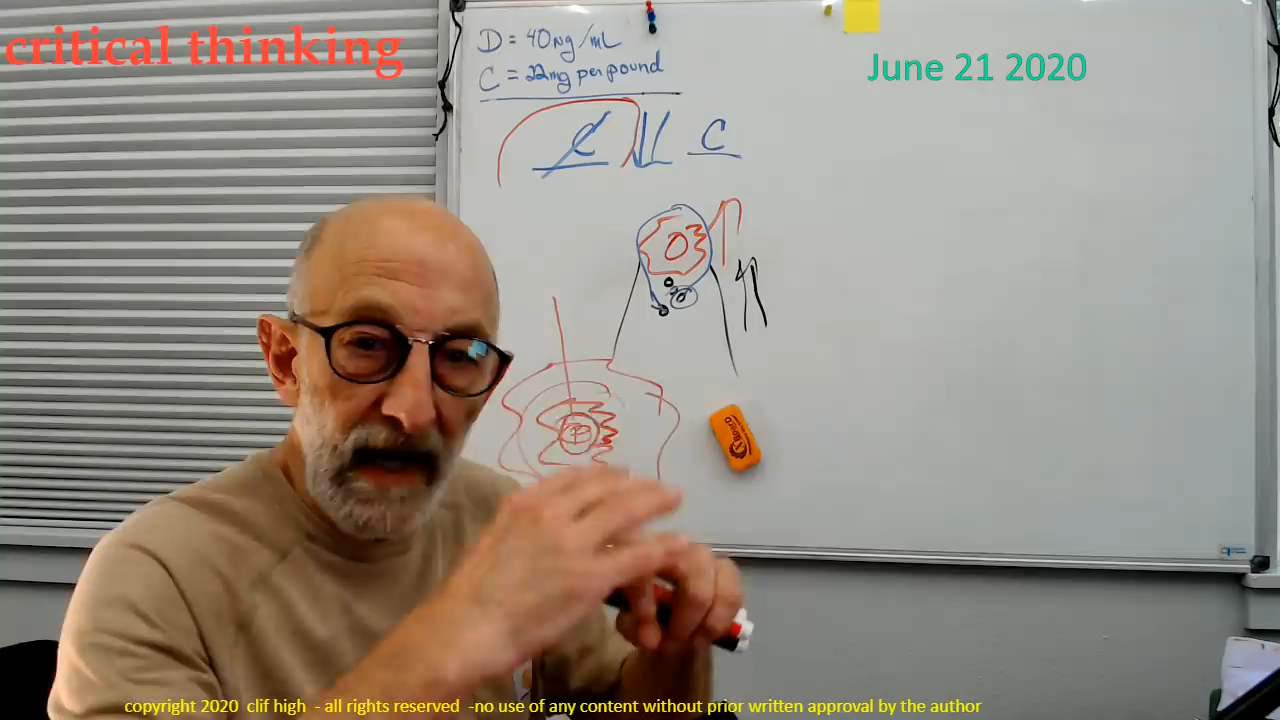 critical thinking
June 21 2020
D = 40ng/mL
C = 22mg per pound
C
C
copyright 2020 clif high - all rights reserved -no use of any content without prior written approval by the author